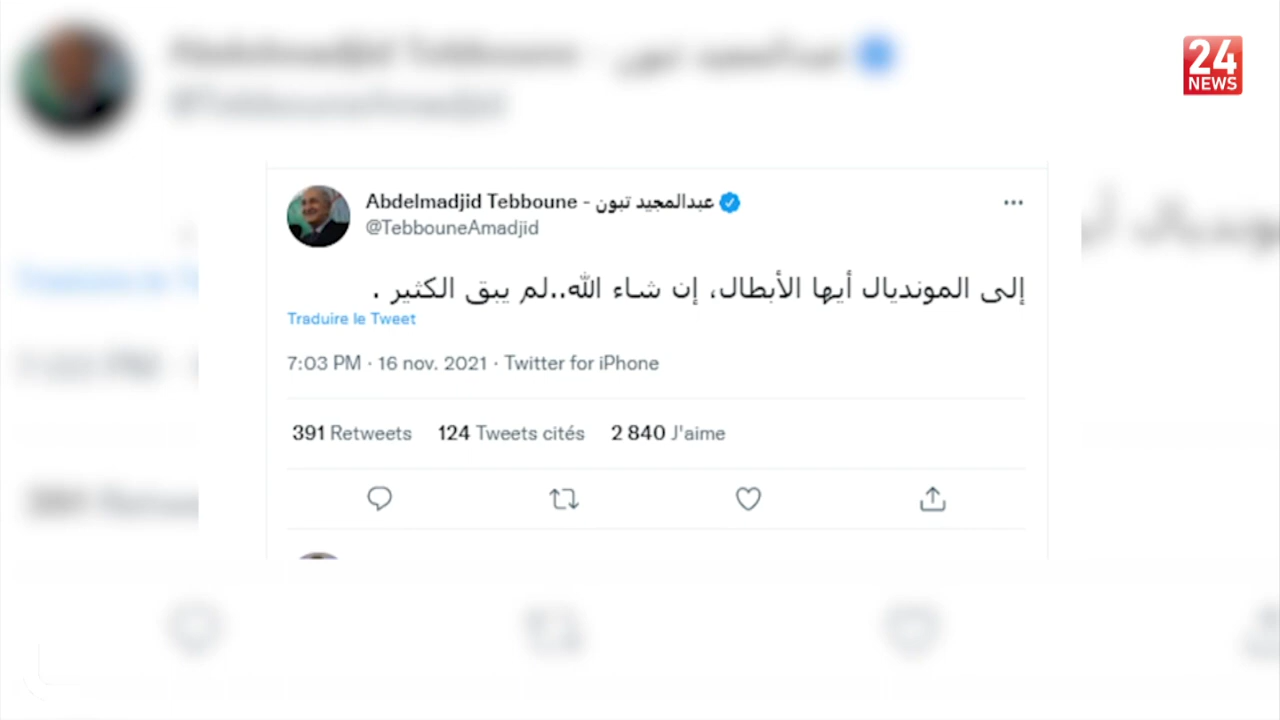 24
NEWS
Abdelmadjid Tebboune - عبدالمجيد تبون
@TebbouneAmadjid
إلى المونديال أيها الأبطال، إن شاء الله..لم يبق الكثير .
Traduire le Tweet
7:03 PM · 16 nov. 2021 · Twitter for iPhone
391 Retweets 124 Tweets cités 2 840 J'aime